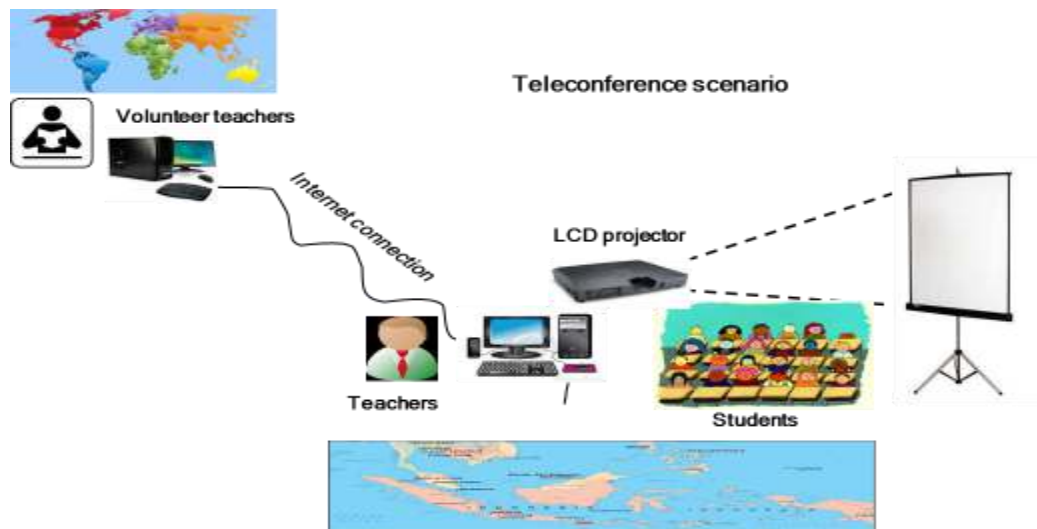 Teleconference scenario
Volunteer teachers
Internet connection
LCD projector
Teachers
Students